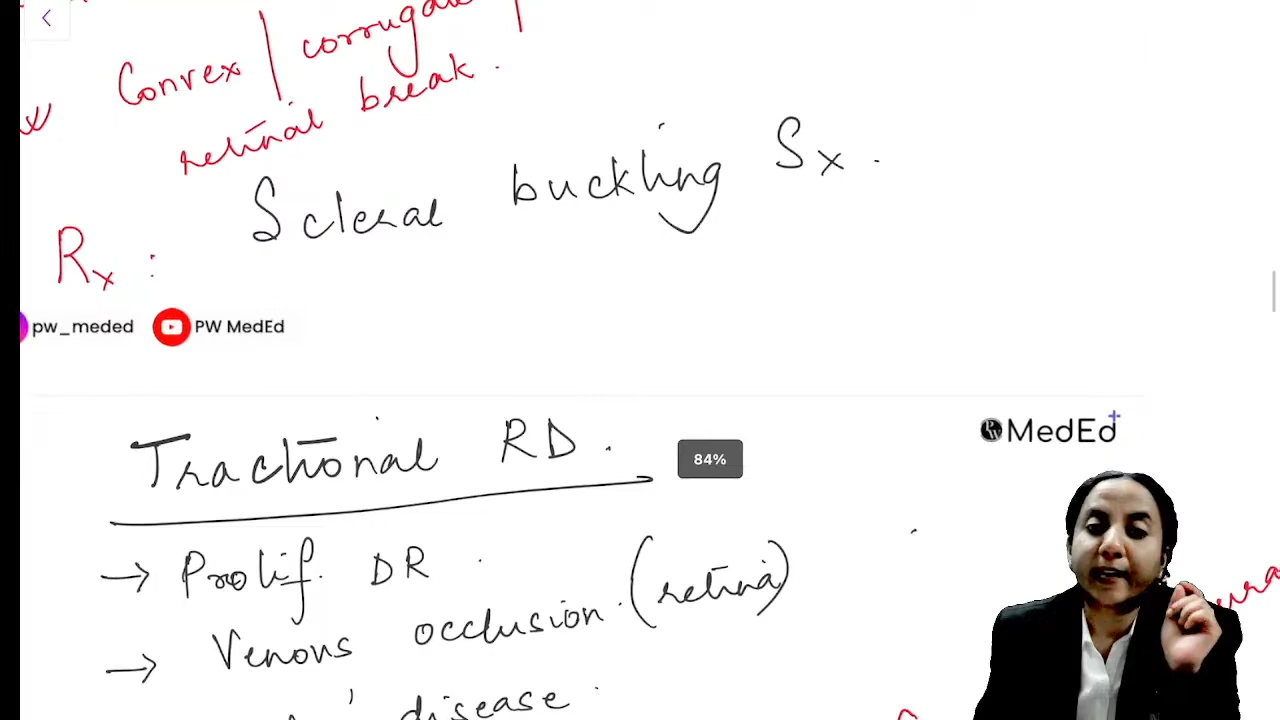 Convex | corrugated
retinal break.
Scleral buckling Sx.
Rx :
pw_meded PW MedEd
MedEd
Tractional RD.
84%
→ Prolif. DR.
→ Venous occlusion. (retina)
disease.